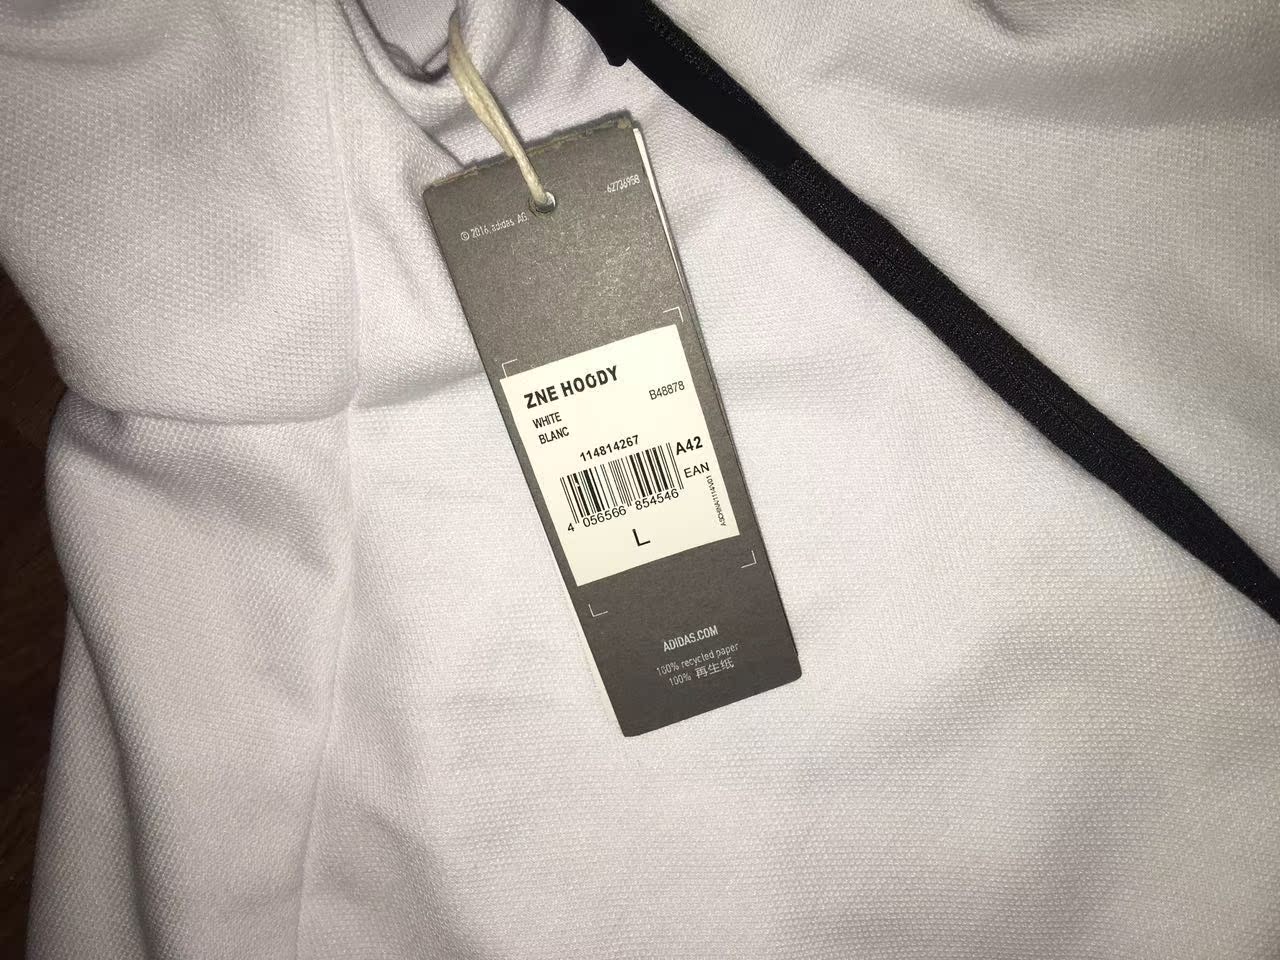 62736958
© 2016 adidas AG
ZNE HOODY
WHITE
BLANC
B48878
114814267
A42
EAN
4 056566 854546
L
ADIDAS.COM
100% recycled paper
100% 再生纸